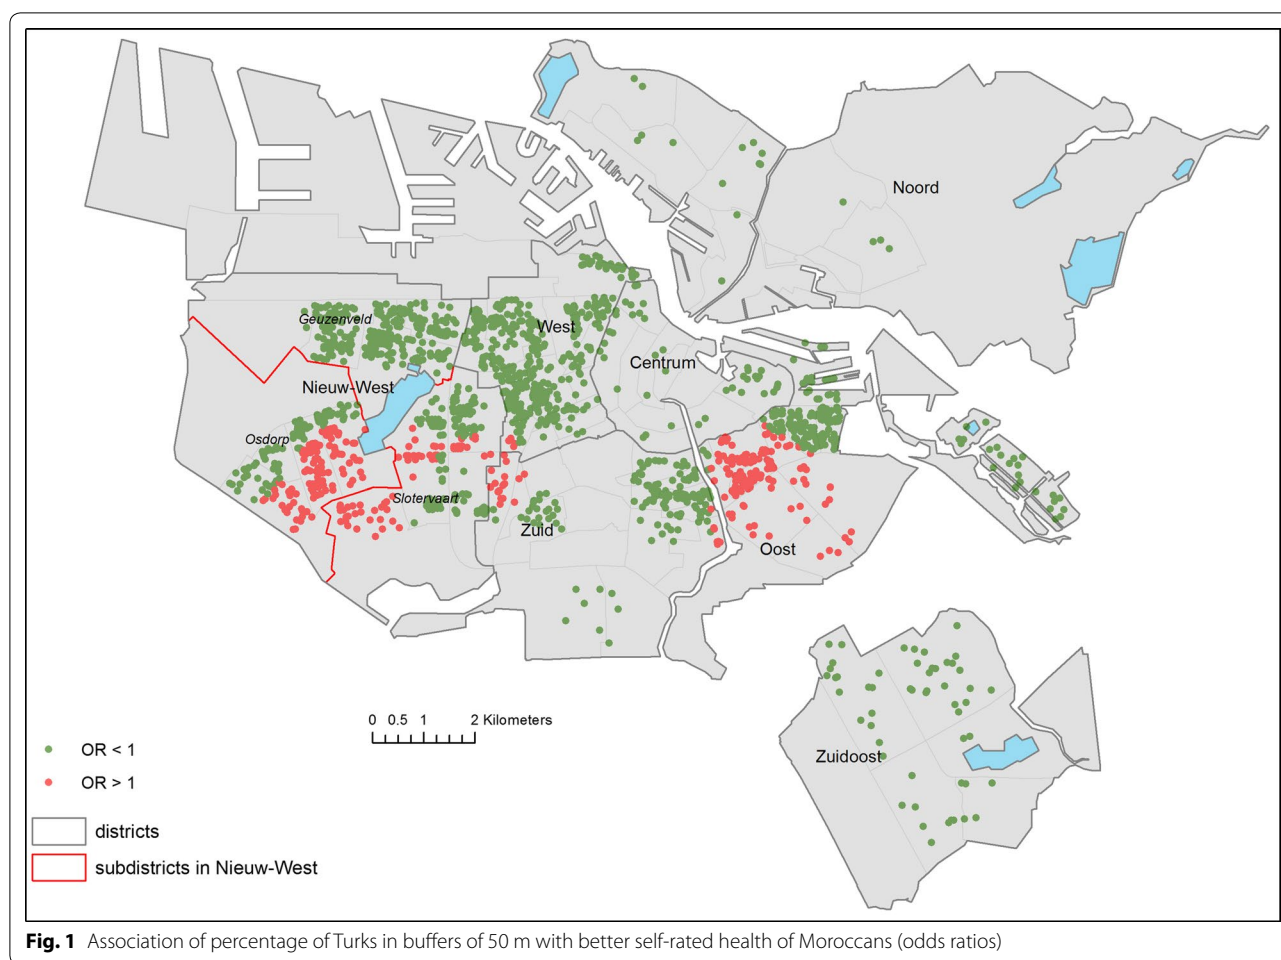 Noord
Geuzenveld
West
Centrum
Nieuw-West
Osdorp
Slotervaart
Zuid
Oost
0 0.5 1 2 Kilometers
OR < 1
Zuidoost
OR > 1
districts
subdistricts in Nieuw-West
Fig. 1 Association of percentage of Turks in buffers of 50 m with better self-rated health of Moroccans (odds ratios)